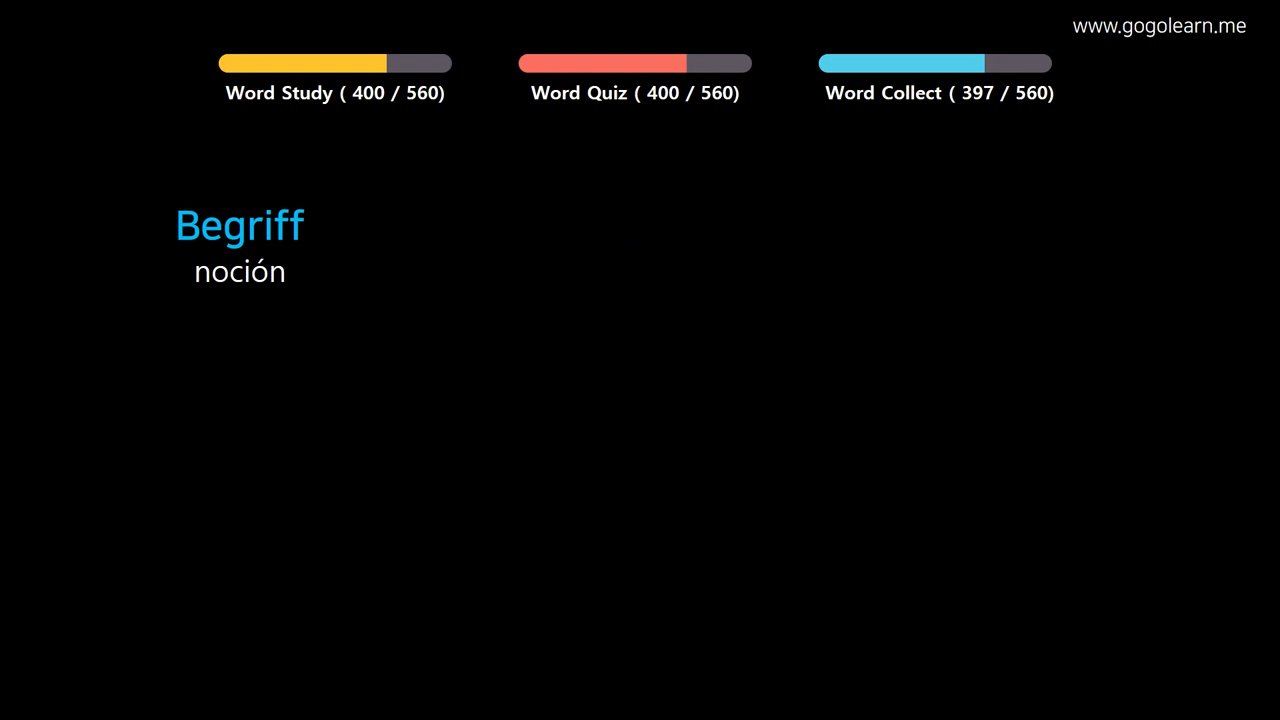 www.gogolearn.me
Word Study ( 400 / 560)
Word Quiz ( 400 / 560)
Word Collect ( 397 / 560)
Begriff
noción